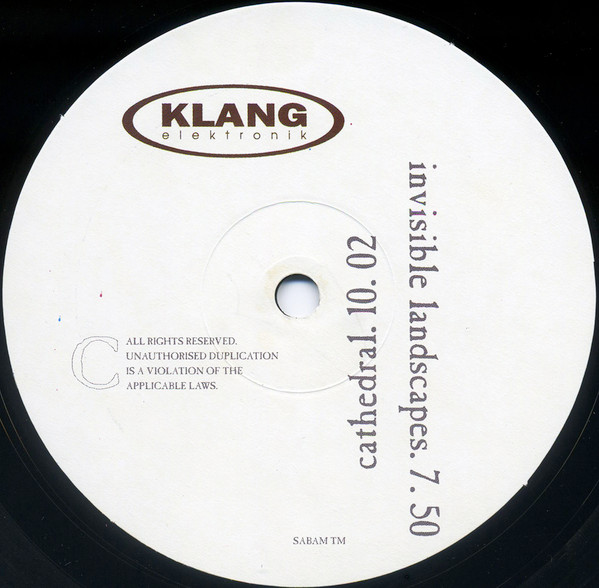 KLANG
elektronik
invisible landscapes. 7. 50
cathedral. 10. 02
C
ALL RIGHTS RESERVED.
UNAUTHORISED DUPLICATION
IS A VIOLATION OF THE
APPLICABLE LAWS.
SABAM TM